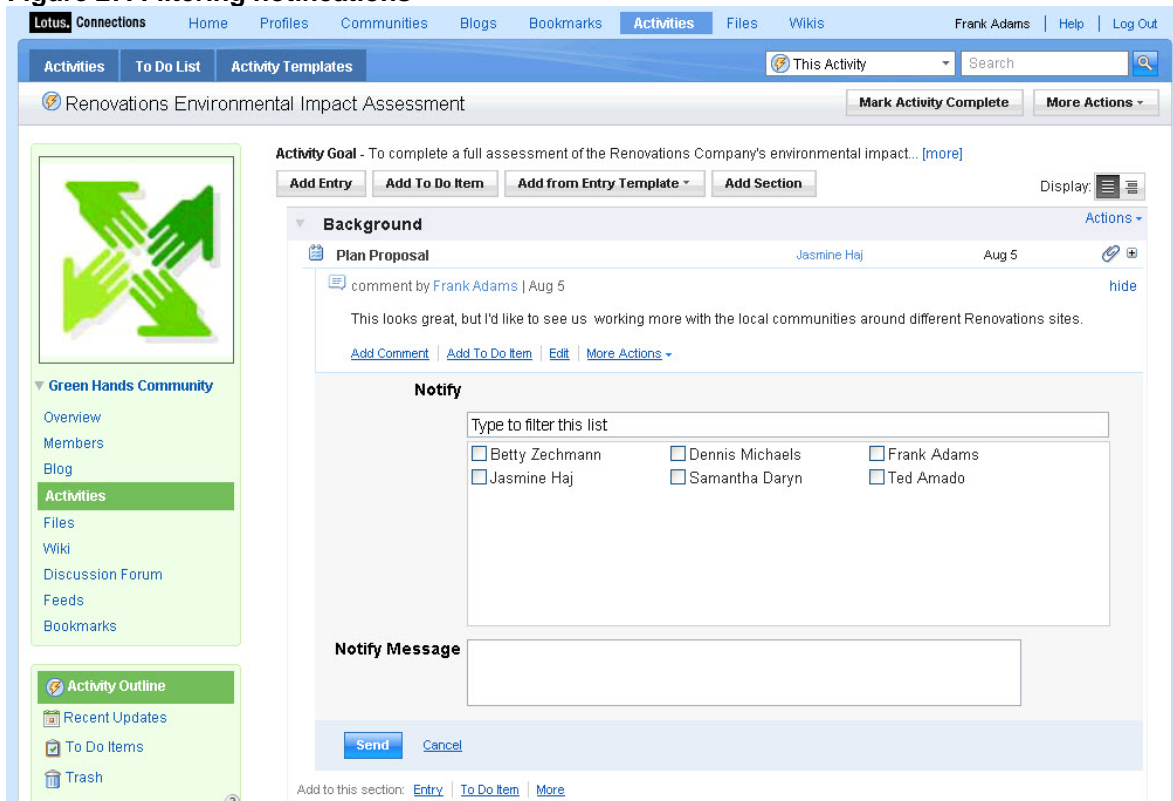 Lotus. Connections Home Profiles Communities Blogs Bookmarks Activities Files Wikis Frank Adams | Help | Log Out
Activities To Do List Activity Templates This Activity Search
Renovations Environmental Impact Assessment Mark Activity Complete More Actions
Activity Goal - To complete a full assessment of the Renovations Company's environmental impact... [more]
Add Entry Add To Do Item Add from Entry Template Add Section
Display:
Background Actions
Plan Proposal Jasmine Haj Aug 5
comment by Frank Adams | Aug 5 hide
This looks great, but I'd like to see us working more with the local communities around different Renovations sites.
Add Comment | Add To Do Item | Edit | More Actions
Notify
Type to filter this list
Betty Zechmann Dennis Michaels Frank Adams
Jasmine Haj Samantha Daryn Ted Amado
Notify Message
Send Cancel
Add to this section: Entry | To Do Item | More
Green Hands Community
Overview
Members
Blog
Activities
Files
Wiki
Discussion Forum
Feeds
Bookmarks
Activity Outline
Recent Updates
To Do Items
Trash